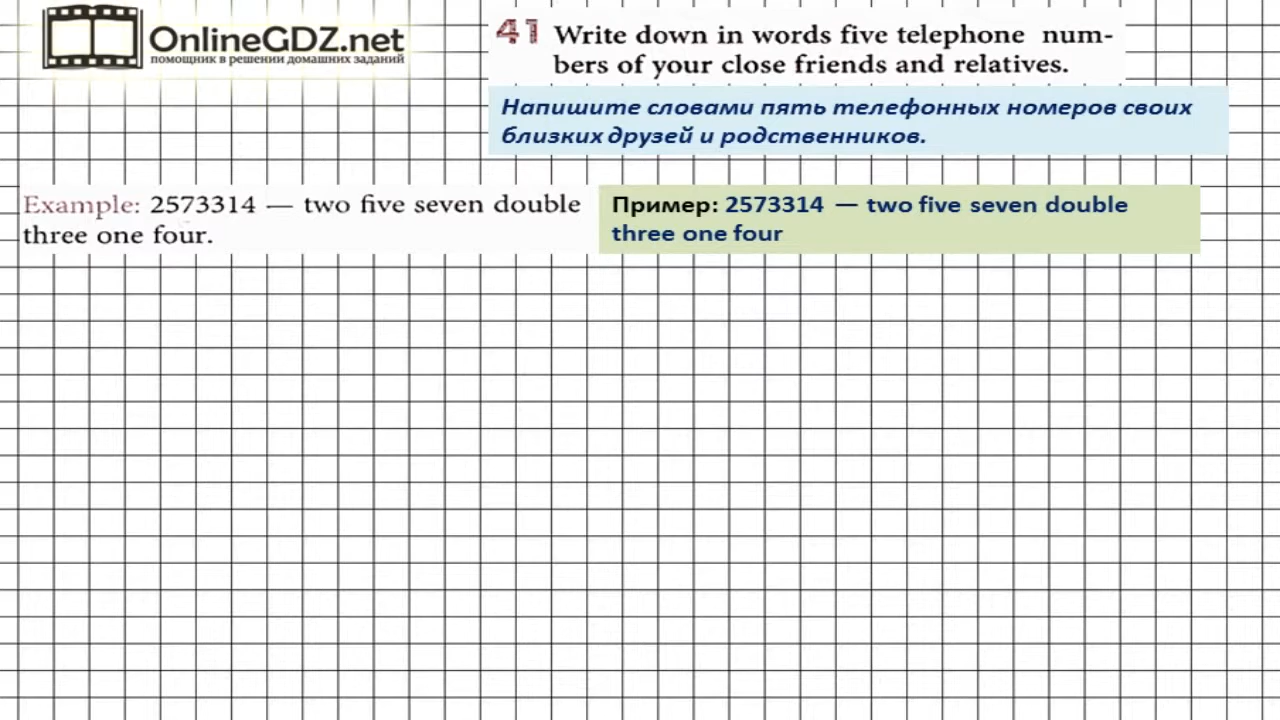 OnlineGDZ.net
помощник в решении домашних заданий
41 Write down in words five telephone num-
bers of your close friends and relatives.
Напишите словами пять телефонных номеров своих
близких друзей и родственников.
Example: 2573314 — two five seven double
three one four.
Пример: 2573314 — two five seven double
three one four